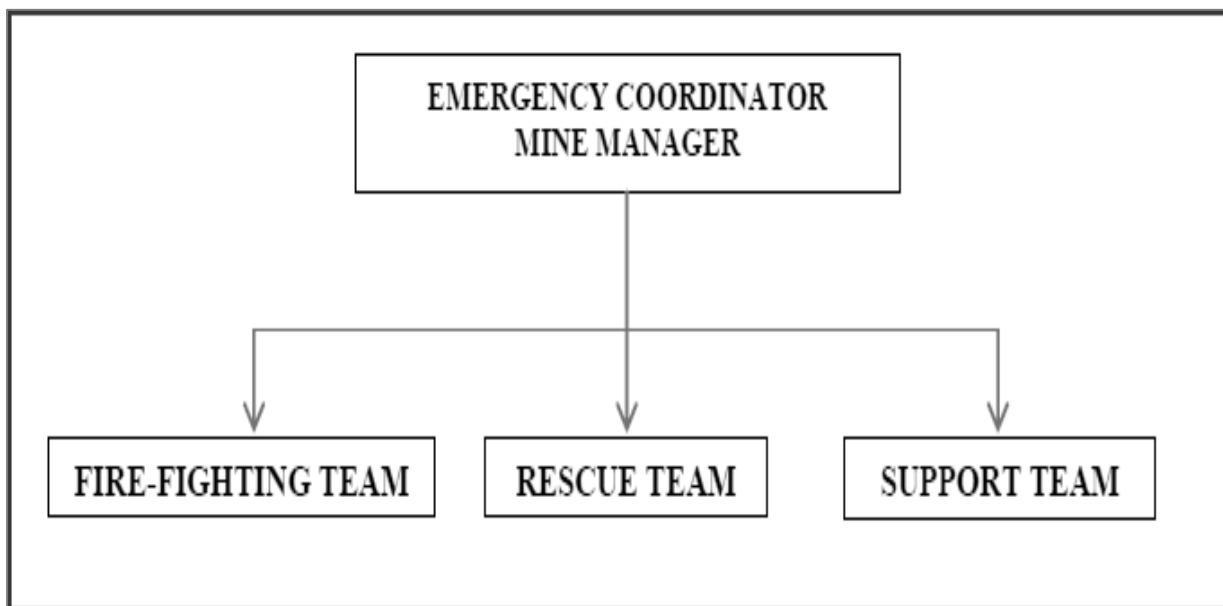 EMERGENCY COORDINATOR
MINE MANAGER
FIRE-FIGHTING TEAM
RESCUE TEAM
SUPPORT TEAM